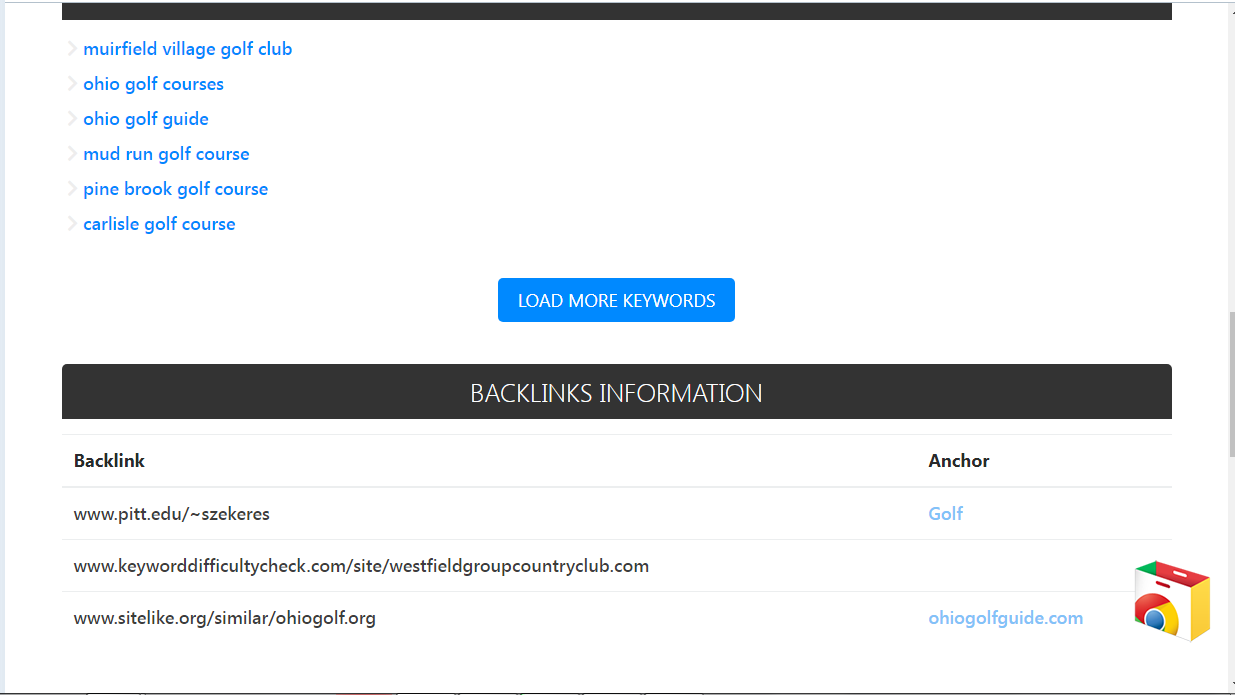 muirfield village golf club
ohio golf courses
ohio golf guide
mud run golf course
pine brook golf course
carlisle golf course
LOAD MORE KEYWORDS
BACKLINKS INFORMATION
Backlink Anchor
www.pitt.edu/~szekeres Golf
www.keyworddifficultycheck.com/site/westfieldgroupcountryclub.com
www.sitelike.org/similar/ohiogolf.org ohiogolfguide.com